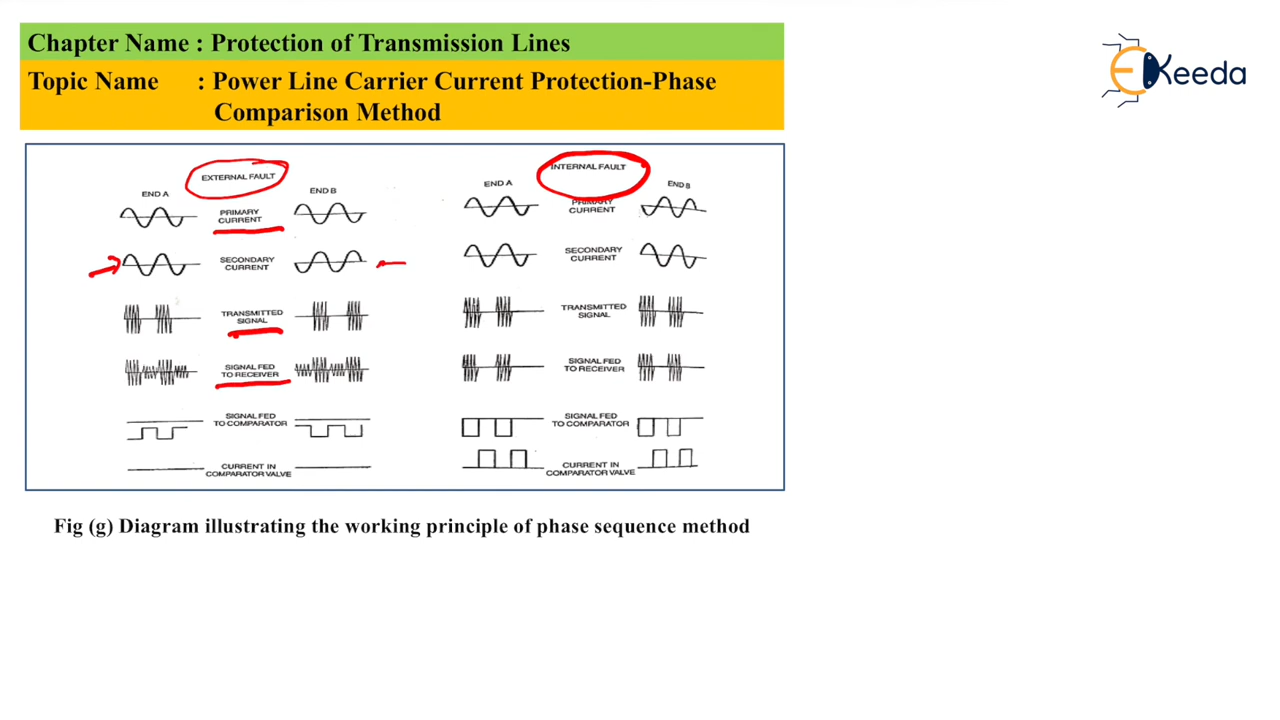 Chapter Name : Protection of Transmission Lines
Topic Name : Power Line Carrier Current Protection-Phase
Comparison Method
EKeeda
EXTERNAL FAULT
END A
END B
PRIMARY
CURRENT
SECONDARY
CURRENT
TRANSMITTED
SIGNAL
SIGNAL FED
TO RECEIVER
SIGNAL FED
TO COMPARATOR
CURRENT IN
COMPARATOR VALVE
INTERNAL FAULT
END A
END B
PRIMARY
CURRENT
SECONDARY
CURRENT
TRANSMITTED
SIGNAL
SIGNAL FED
TO RECEIVER
SIGNAL FED
TO COMPARATOR
CURRENT IN
COMPARATOR VALVE
Fig (g) Diagram illustrating the working principle of phase sequence method